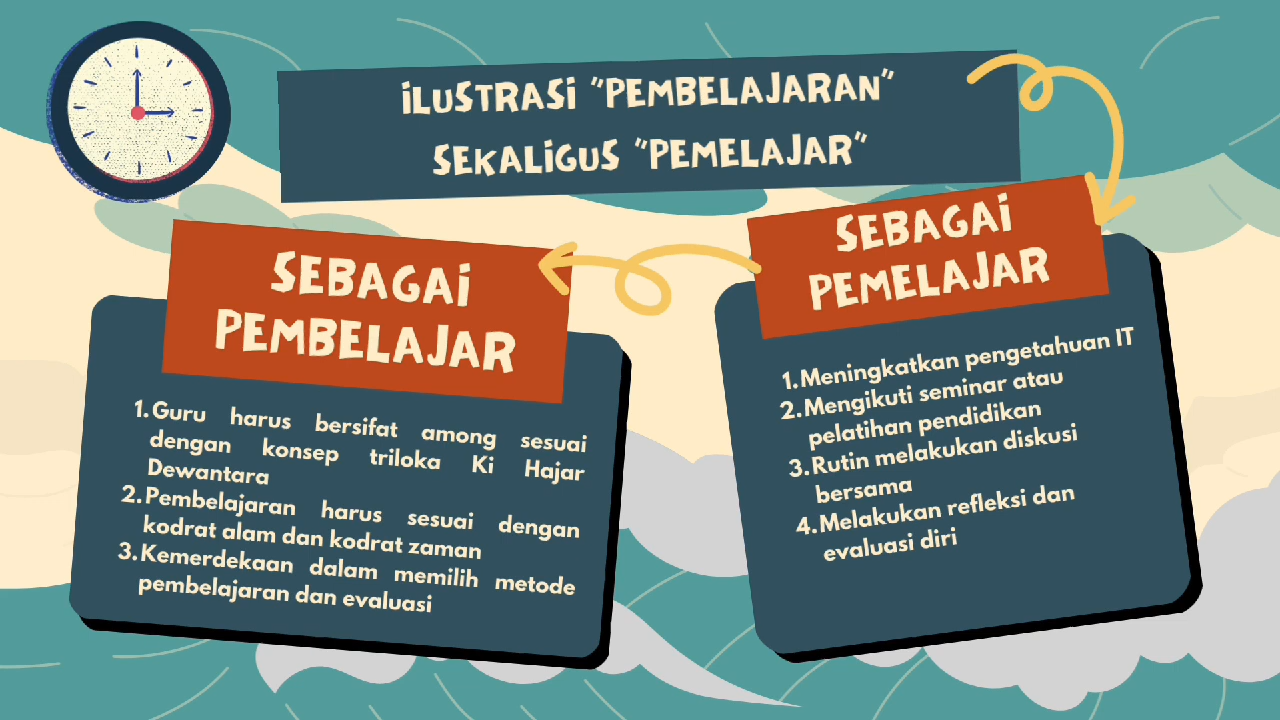 iLUSTRASi "PEMBELAJARAN"
SEKALiGUS "PEMELAJAR"
SEBAGAi
PEMBELAJAR
1. Guru harus bersifat among sesuai
dengan konsep triloka Ki Hajar
Dewantara
2. Pembelajaran harus sesuai dengan
kodrat alam dan kodrat zaman
3. Kemerdekaan dalam memilih metode
pembelajaran dan evaluasi
SEBAGAi
PEMELAJAR
1. Meningkatkan pengetahuan IT
2. Mengikuti seminar atau
pelatihan pendidikan
3. Rutin melakukan diskusi
bersama
4. Melakukan refleksi dan
evaluasi diri